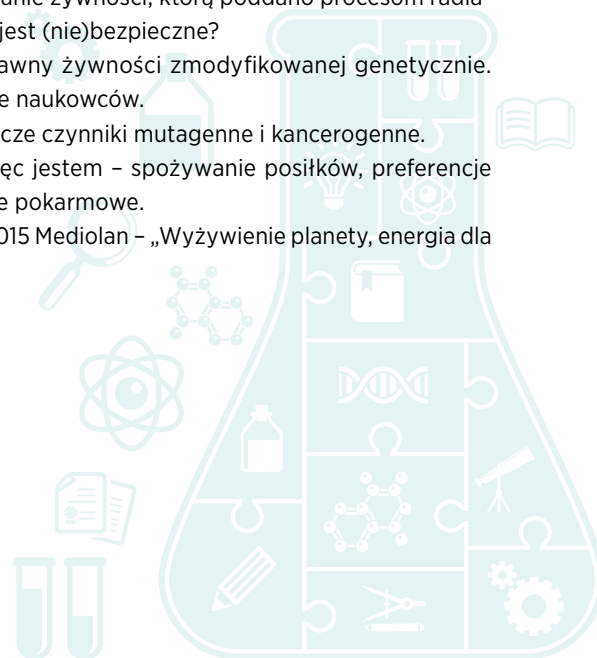 anie żywności, którą poddano procesom radia-
jest (nie)bezpieczne?
awny żywności zmodyfikowanej genetycznie.
e naukowców.
cze czynniki mutagenne i kancerogenne.
ęc jestem – spożywanie posiłków, preferencje
e pokarmowe.
015 Mediolan – „Wyżywienie planety, energia dla